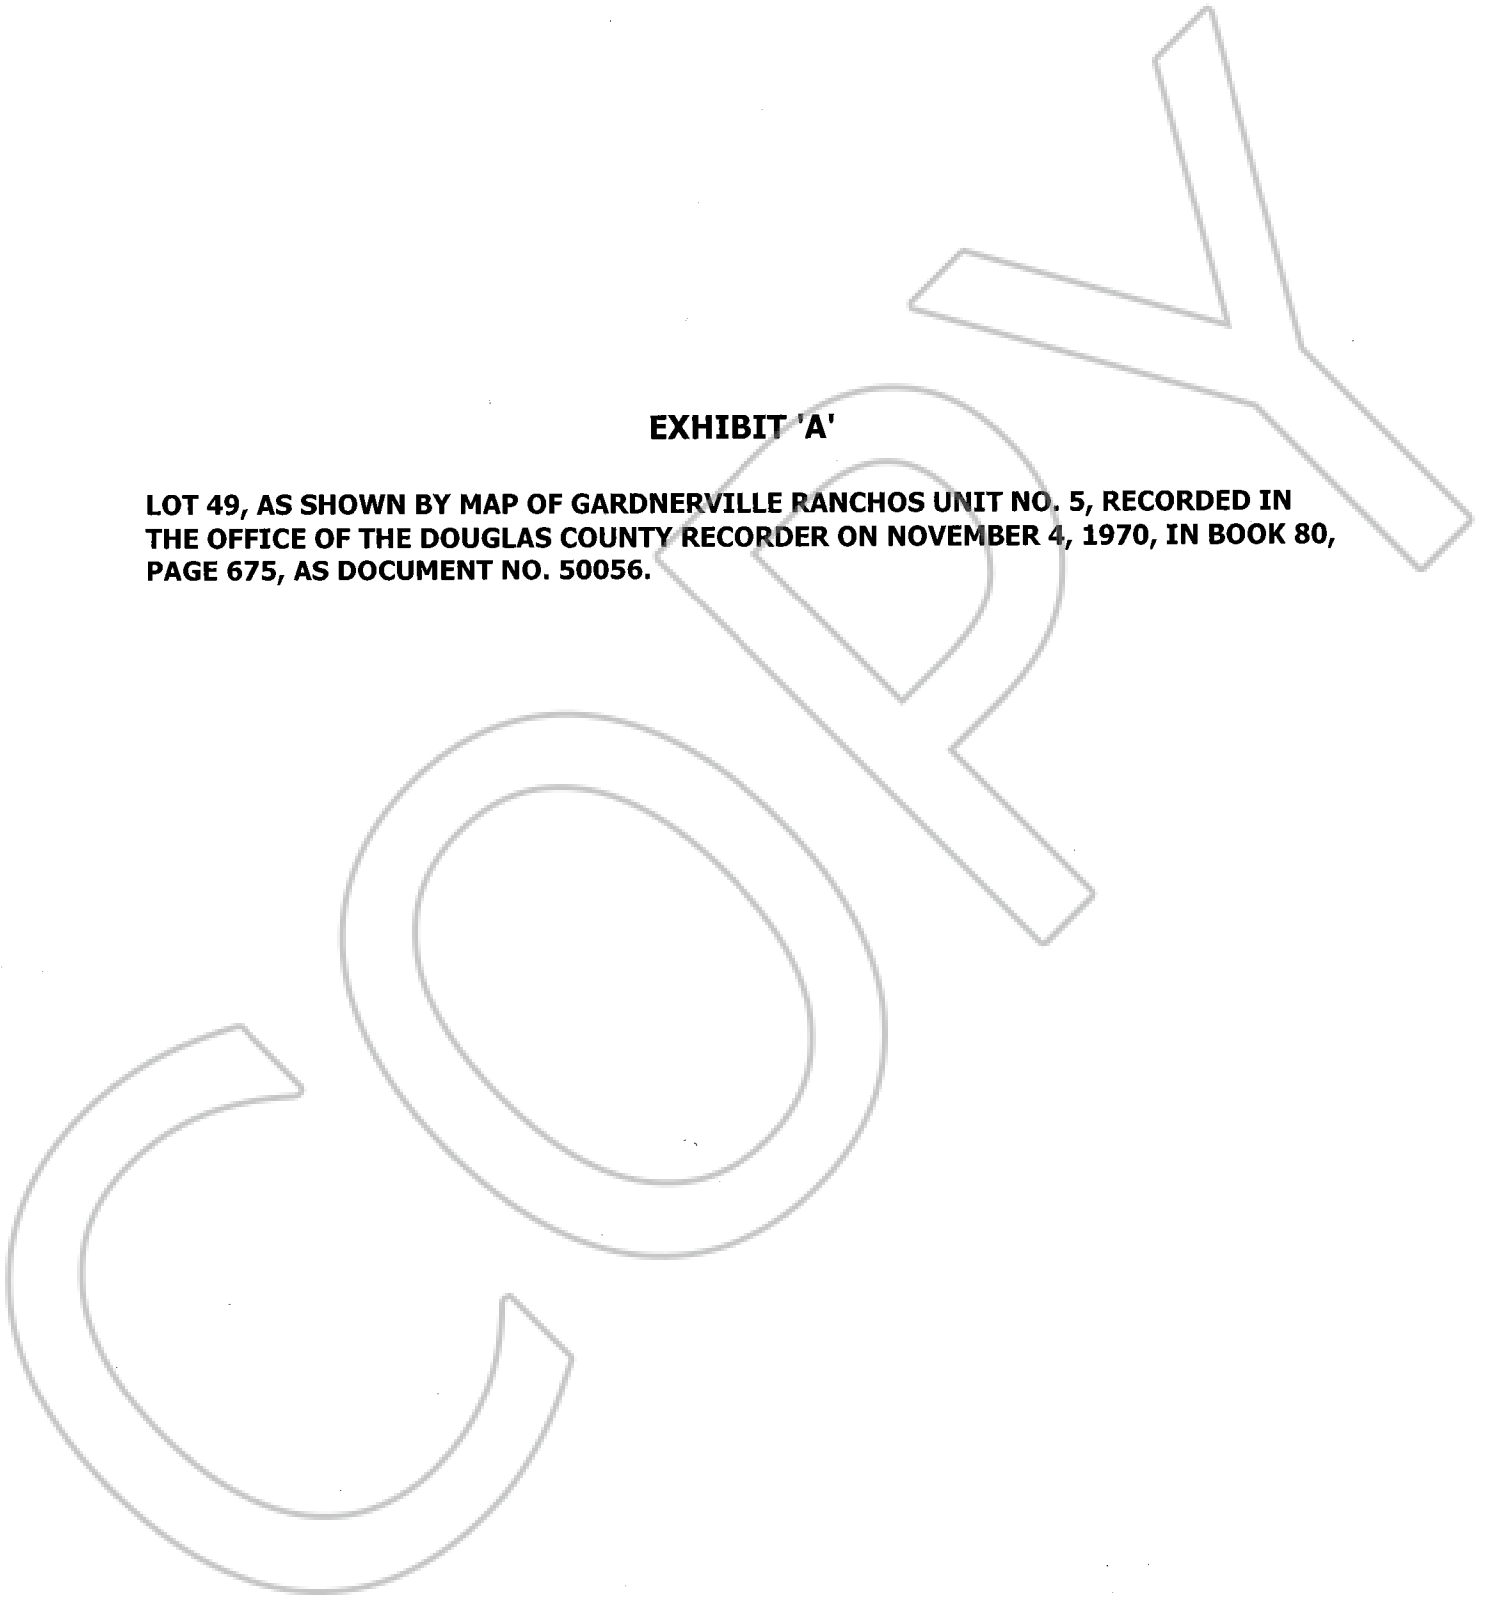 EXHIBIT 'A'
LOT 49, AS SHOWN BY MAP OF GARDNERVILLE RANCHOS UNIT NO. 5, RECORDED IN
THE OFFICE OF THE DOUGLAS COUNTY RECORDER ON NOVEMBER 4, 1970, IN BOOK 80,
PAGE 675, AS DOCUMENT NO. 50056.
COPY